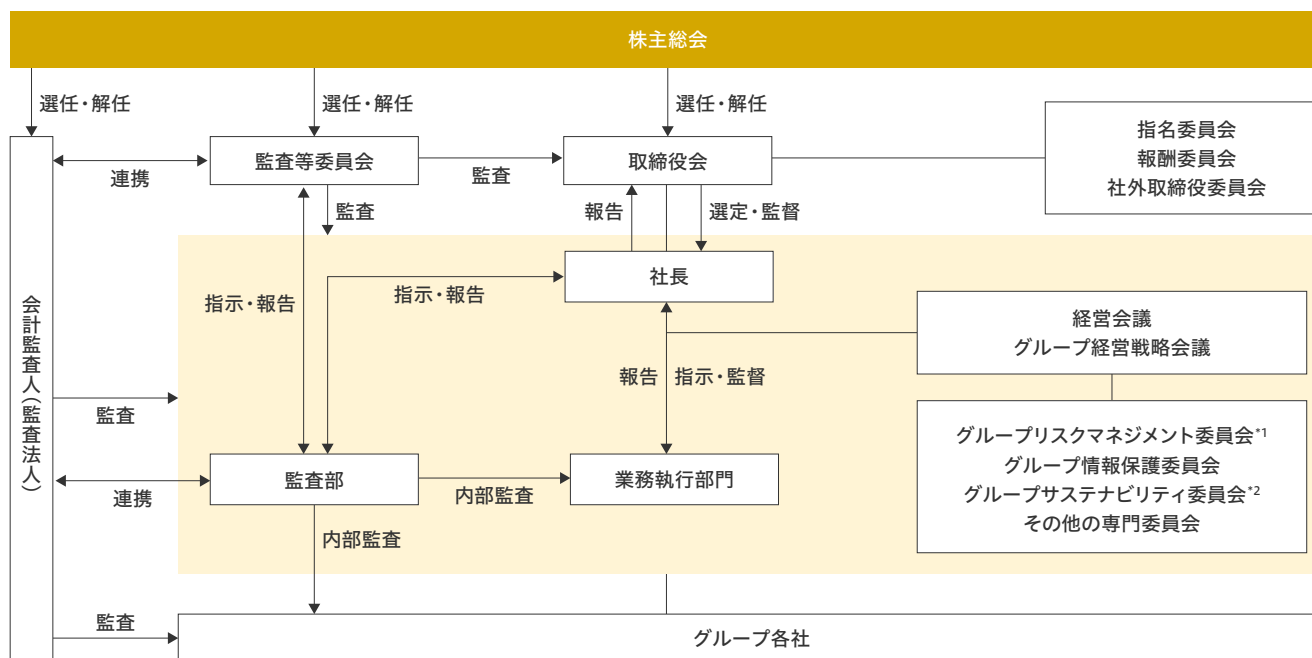 株主総会
選任・解任
選任・解任
選任・解任
指名委員会
報酬委員会
社外取締役委員会
監査等委員会
取締役会
連携
監査
監査
報告
選定・監督
社長
指示・報告
指示・報告
経営会議
グループ経営戦略会議
会計監査人(監査法人)
報告
指示・監督
監査
グループリスクマネジメント委員会*1
グループ情報保護委員会
グループサステナビリティ委員会*2
その他の専門委員会
監査部
業務執行部門
連携
内部監査
内部監査
監査
グループ各社